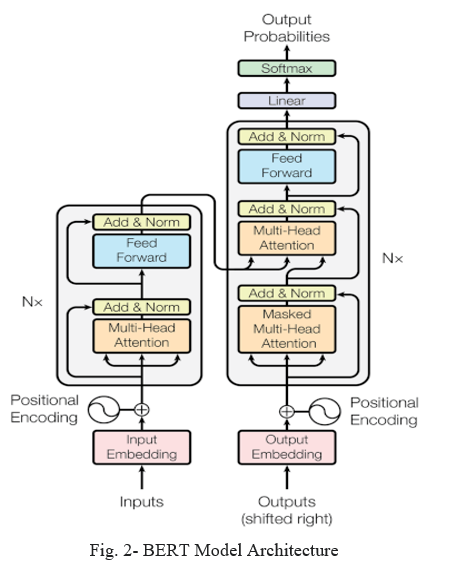 Output
Probabilities
Softmax
Linear
Add & Norm
Feed
Forward
Add & Norm
Multi-Head
Attention
Add & Norm
Masked
Multi-Head
Attention
Nx
Positional
Encoding
Output
Embedding
Outputs
(shifted right)
Add & Norm
Feed
Forward
Add & Norm
Multi-Head
Attention
Nx
Positional
Encoding
Input
Embedding
Inputs
Fig. 2- BERT Model Architecture